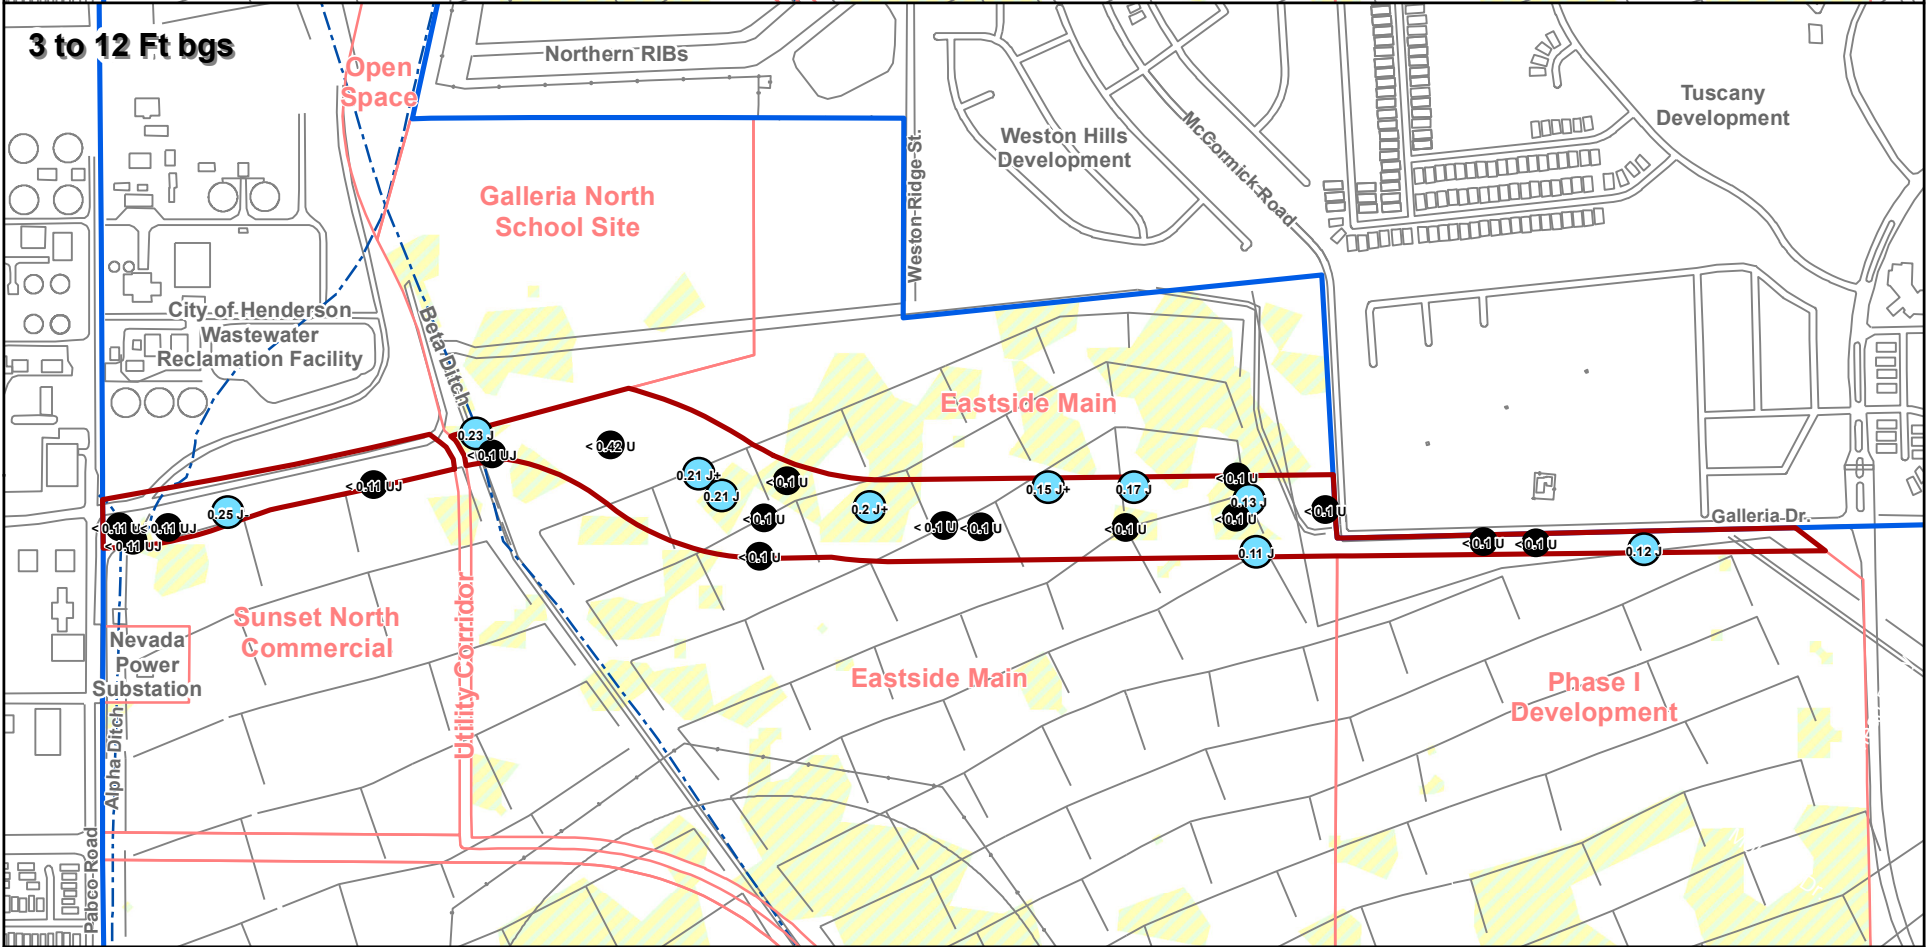 3 to 12 Ft bgs
Northern RIBs
Open
Space
Tuscany
Development
Weston Hills
Development
McCormick Road
Weston Ridge St.
Galleria North
School Site
City of Henderson
Wastewater
Reclamation Facility
Beta Ditch
Eastside Main
0.23 J
< 0.1 UJ
< 0.42 U
0.21 J+
0.21 J
< 0.1 U
< 0.1 U
< 0.1 U
0.2 J+
< 0.1 U
< 0.1 U
0.15 J+
0.17 J
< 0.1 U
< 0.1 U
0.13 J
< 0.1 U
0.11 J
< 0.1 U
Galleria Dr.
< 0.1 U
< 0.1 U
0.12 J
< 0.11 UJ
0.25 J-
< 0.11 UJ
< 0.11 UJ
Sunset North
Commercial
Utility Corridor
Nevada
Power
Substation
Eastside Main
Phase I
Development
Alpha Ditch
Pabco Road
Dr